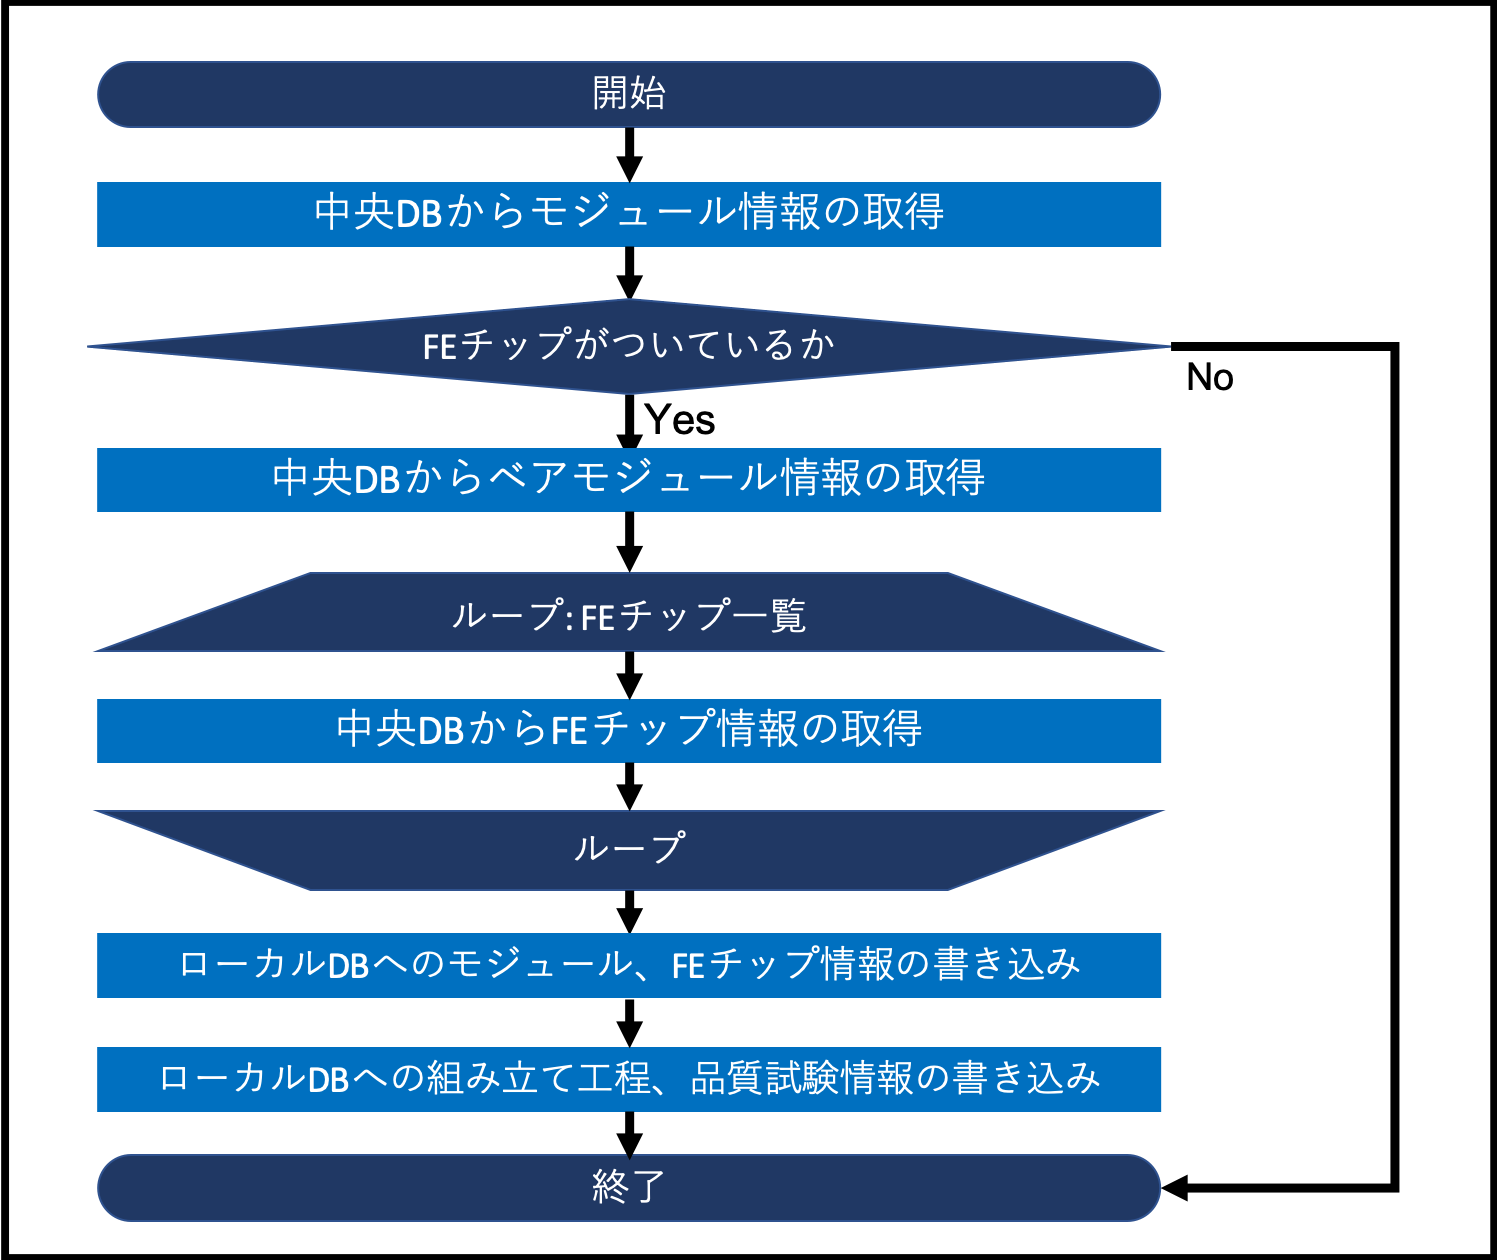 開始
中央DBからモジュール情報の取得
FEチップがついているか
No
Yes
中央DBからベアモジュール情報の取得
ループ: FEチップ一覧
中央DBからFEチップ情報の取得
ループ
ローカルDBへのモジュール、FEチップ情報の書き込み
ローカルDBへの組み立て工程、品質試験情報の書き込み
終了